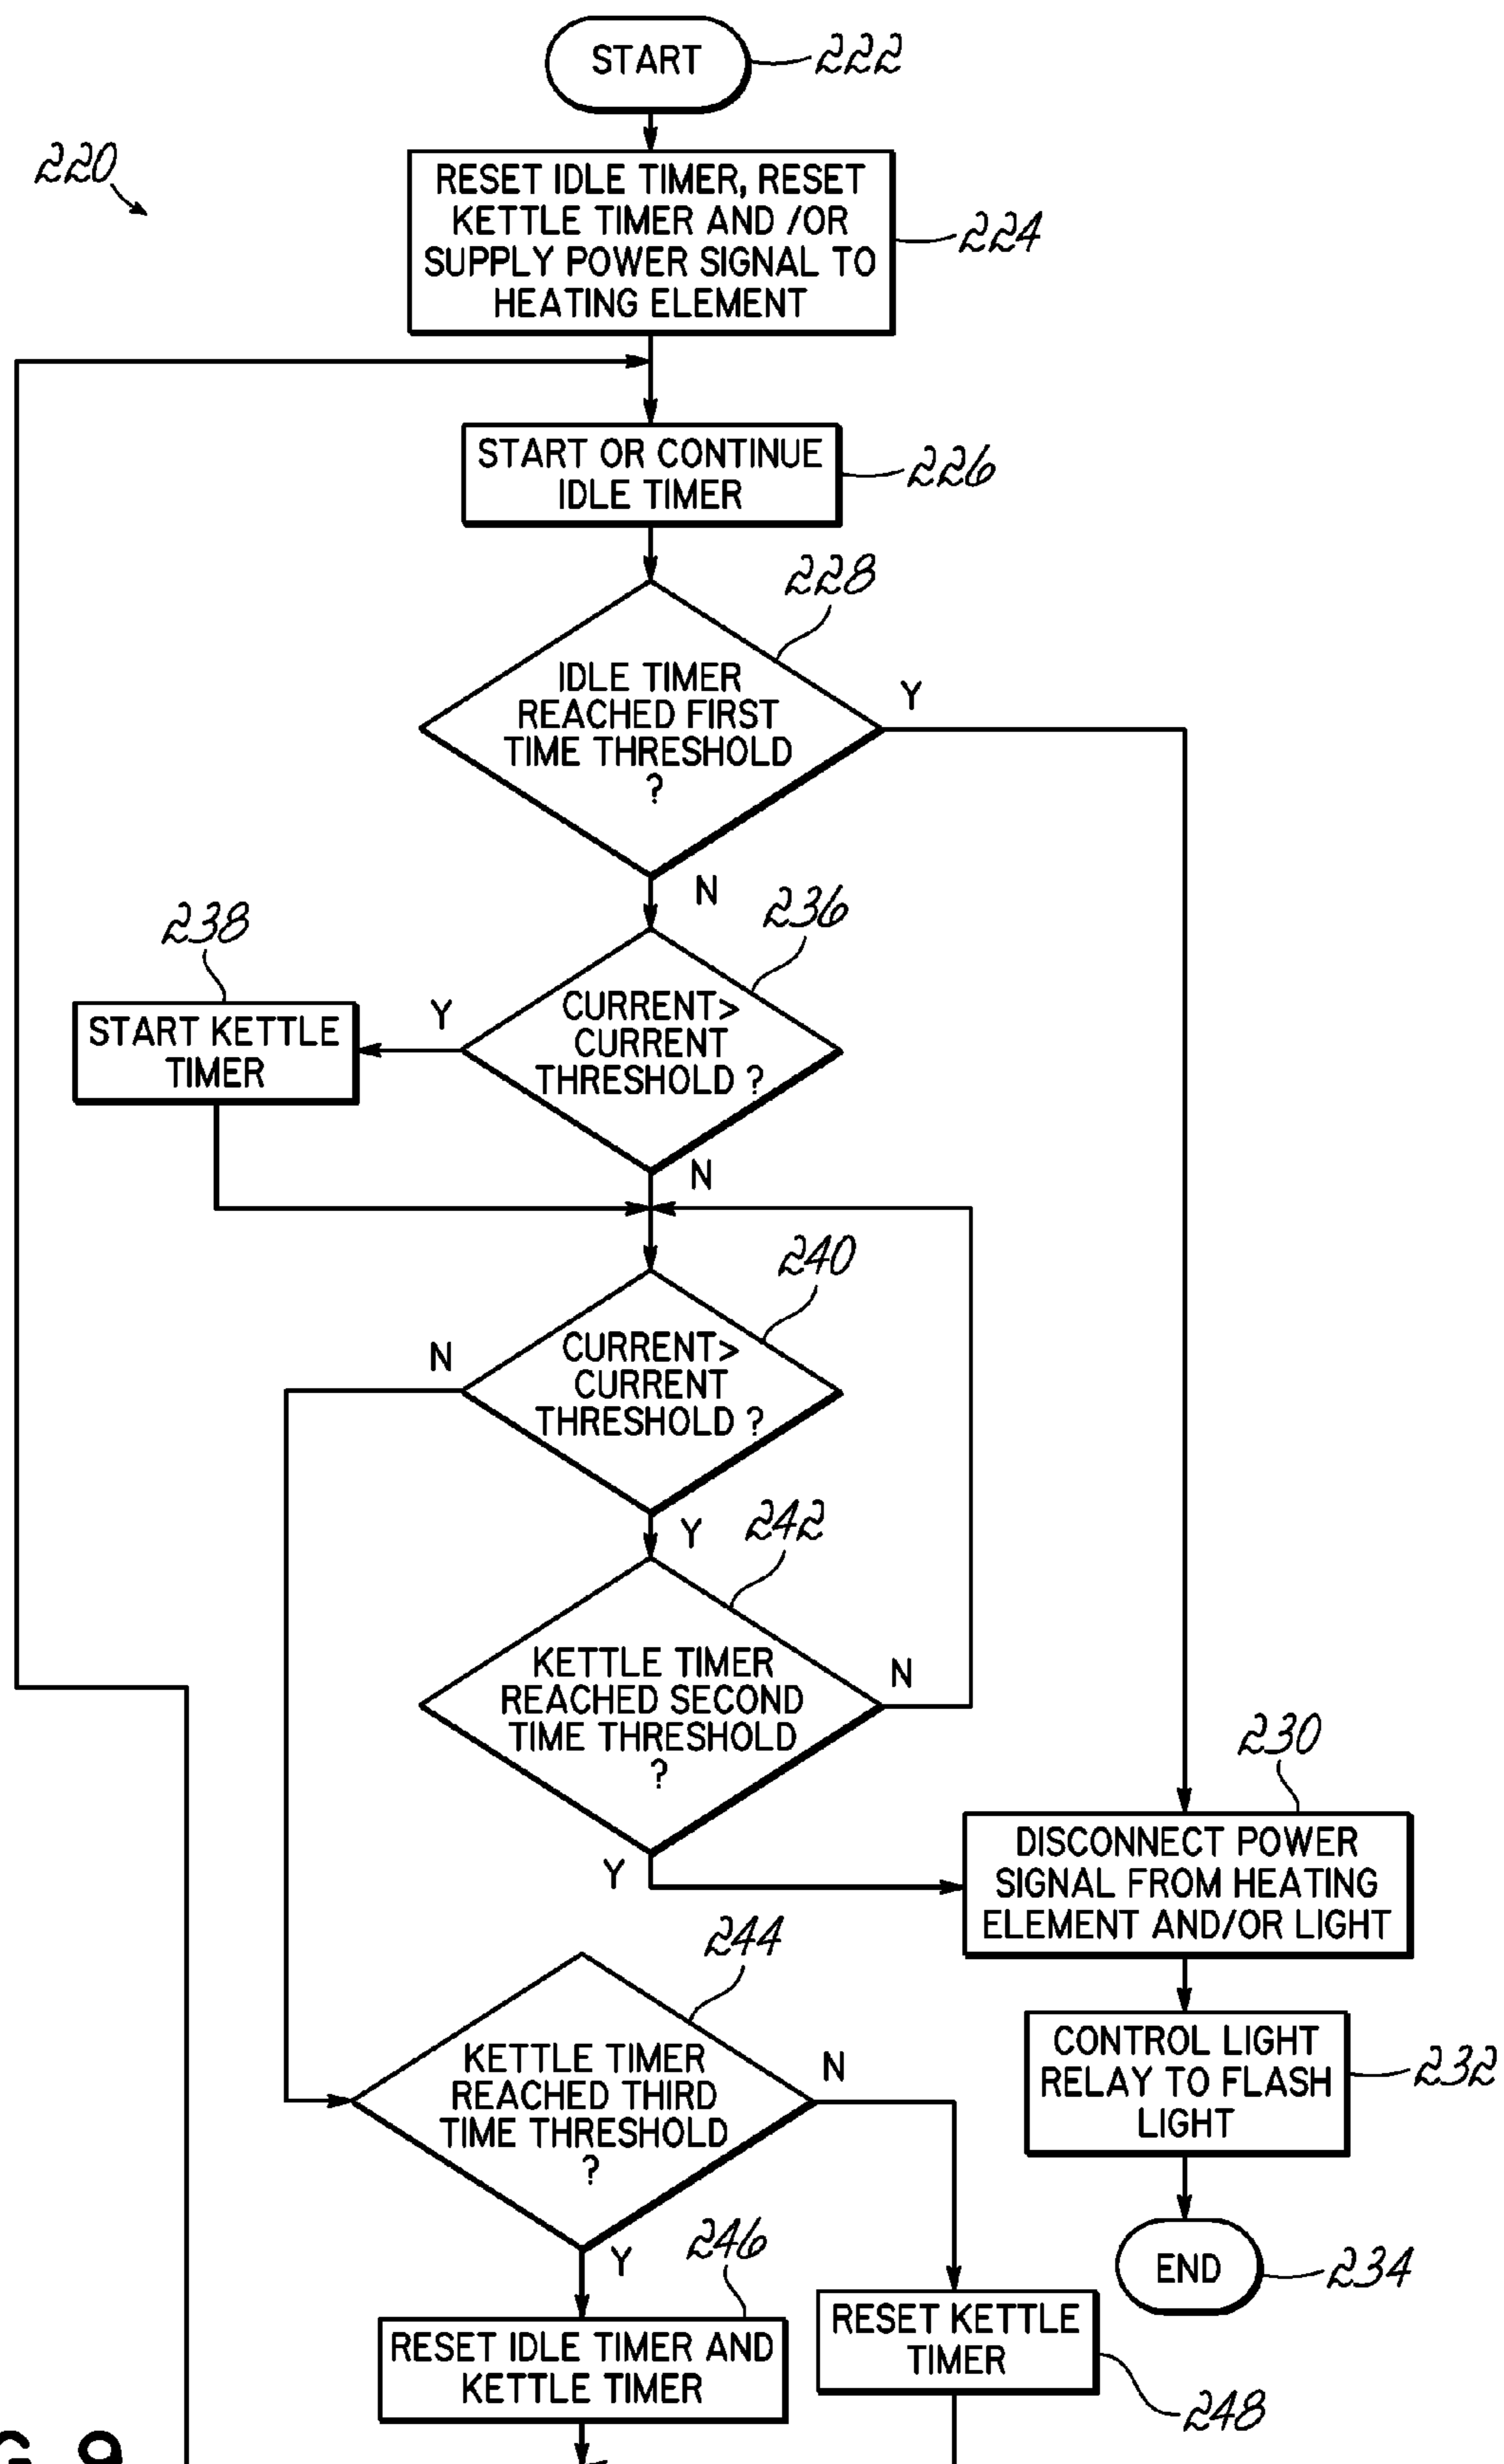 START
222
220
RESET IDLE TIMER, RESET
KETTLE TIMER AND /OR
SUPPLY POWER SIGNAL TO
HEATING ELEMENT
224
START OR CONTINUE
IDLE TIMER
226
228
IDLE TIMER
REACHED FIRST
TIME THRESHOLD
?
Y
N
236
238
CURRENT>
CURRENT
THRESHOLD ?
Y
START KETTLE
TIMER
N
240
CURRENT>
CURRENT
THRESHOLD ?
N
Y
242
KETTLE TIMER
REACHED SECOND
TIME THRESHOLD
?
N
Y
230
DISCONNECT POWER
SIGNAL FROM HEATING
ELEMENT AND/OR LIGHT
244
KETTLE TIMER
REACHED THIRD
TIME THRESHOLD
?
N
Y
CONTROL LIGHT
RELAY TO FLASH
LIGHT
232
END
234
246
RESET IDLE TIMER AND
KETTLE TIMER
RESET KETTLE
TIMER
248
9